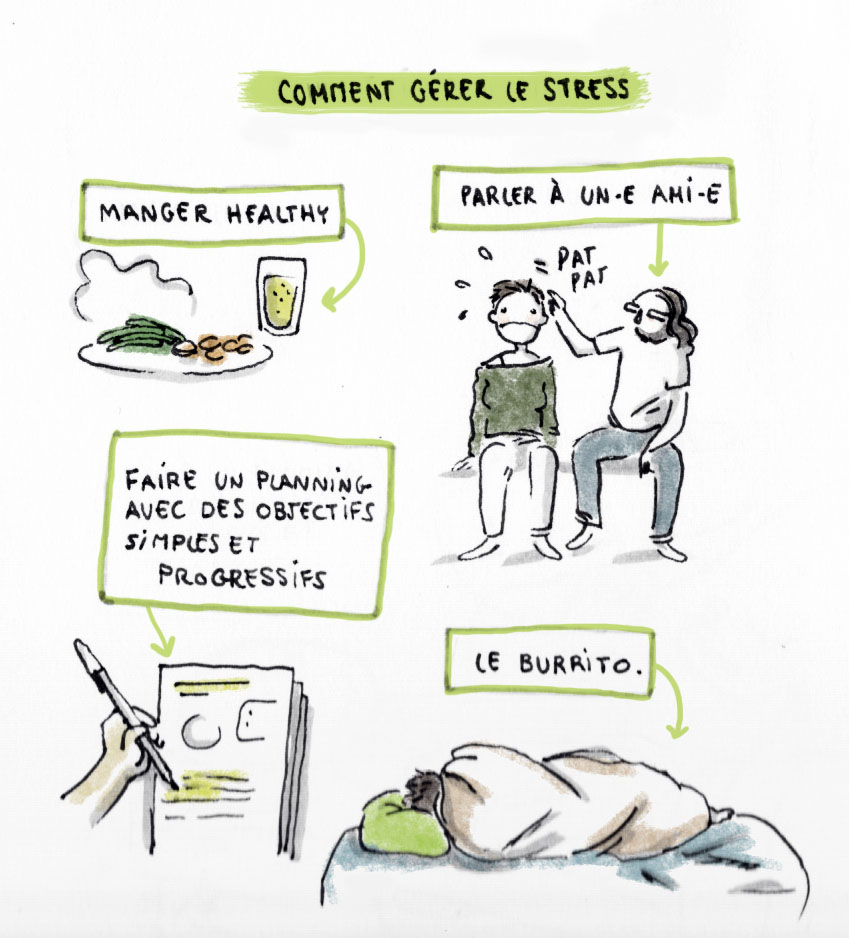 COMMENT GÉRER LE STRESS
MANGER HEALTHY
PARLER À UN·E AMI-E
PAT
PAT
FAIRE UN PLANNING
AVEC DES OBJECTIFS
SIMPLES ET
PROGRESSIFS
LE BURRITO.